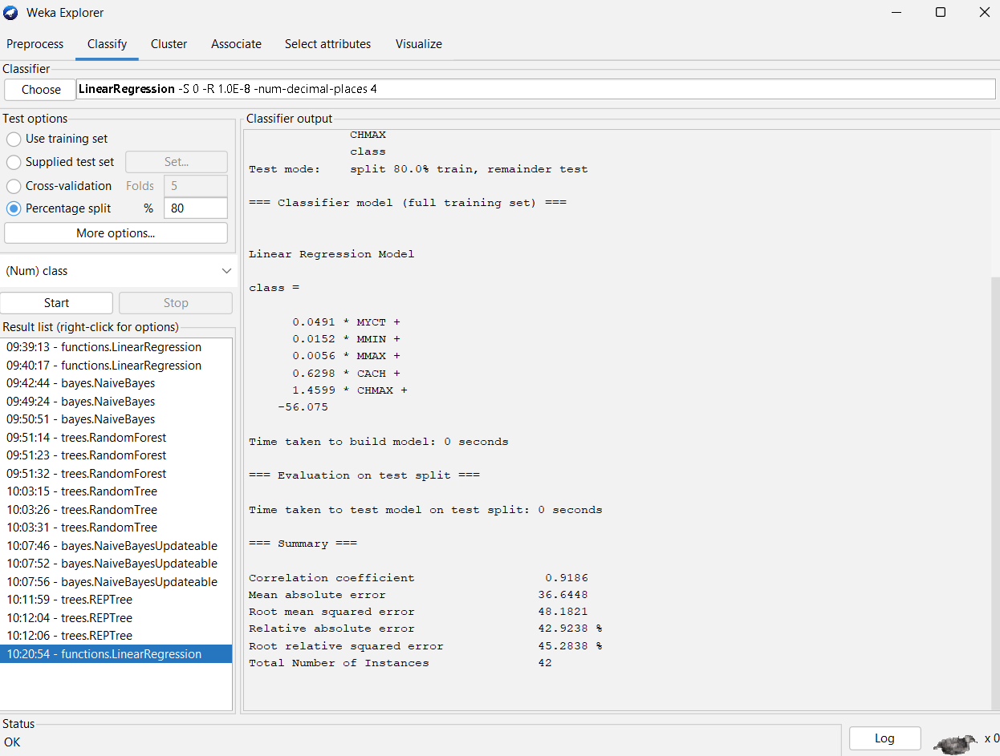 Weka Explorer
Preprocess Classify Cluster Associate Select attributes Visualize
Classifier
Choose LinearRegression -S 0 -R 1.0E-8 -num-decimal-places 4
Test options
Use training set
Supplied test set Set...
Cross-validation Folds 5
Percentage split % 80
More options...
(Num) class
Start Stop
Result list (right-click for options)
09:39:13 - functions.LinearRegression
09:40:17 - functions.LinearRegression
09:42:44 - bayes.NaiveBayes
09:49:24 - bayes.NaiveBayes
09:50:51 - bayes.NaiveBayes
09:51:14 - trees.RandomForest
09:51:23 - trees.RandomForest
09:51:32 - trees.RandomForest
10:03:15 - trees.RandomTree
10:03:26 - trees.RandomTree
10:03:31 - trees.RandomTree
10:07:46 - bayes.NaiveBayesUpdateable
10:07:52 - bayes.NaiveBayesUpdateable
10:07:56 - bayes.NaiveBayesUpdateable
10:11:59 - trees.REPTree
10:12:04 - trees.REPTree
10:12:06 - trees.REPTree
10:20:54 - functions.LinearRegression
Classifier output
CHMAX
class
Test mode: split 80.0% train, remainder test
=== Classifier model (full training set) ===
Linear Regression Model
class =
0.0491 * MYCT +
0.0152 * MMIN +
0.0056 * MMAX +
0.6298 * CACH +
1.4599 * CHMAX +
-56.075
Time taken to build model: 0 seconds
=== Evaluation on test split ===
Time taken to test model on test split: 0 seconds
=== Summary ===
Correlation coefficient 0.9186
Mean absolute error 36.6448
Root mean squared error 48.1821
Relative absolute error 42.9238 %
Root relative squared error 45.2838 %
Total Number of Instances 42
Status
OK
Log x 0